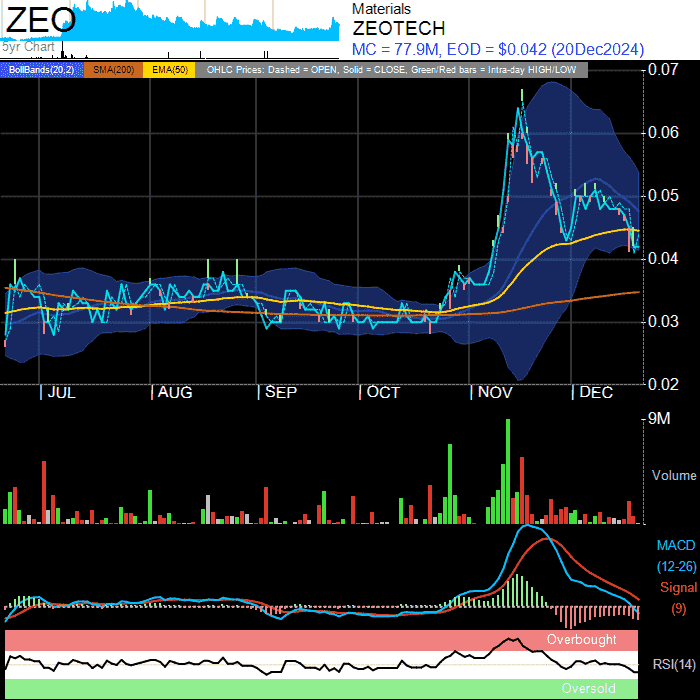 ZEO
5yr Chart
Materials
ZEOTECH
MC = 77.9M, EOD = $0.042 (20Dec2024)
BollBands(20,2) SMA(200) EMA(50) OHLC Prices: Dashed = OPEN, Solid = CLOSE, Green/Red bars = Intra-day HIGH/LOW
0.07
0.06
0.05
0.04
0.03
0.02
JUL AUG SEP OCT NOV DEC
9M
Volume
MACD
(12-26)
Signal
(9)
Overbought
RSI(14)
Oversold